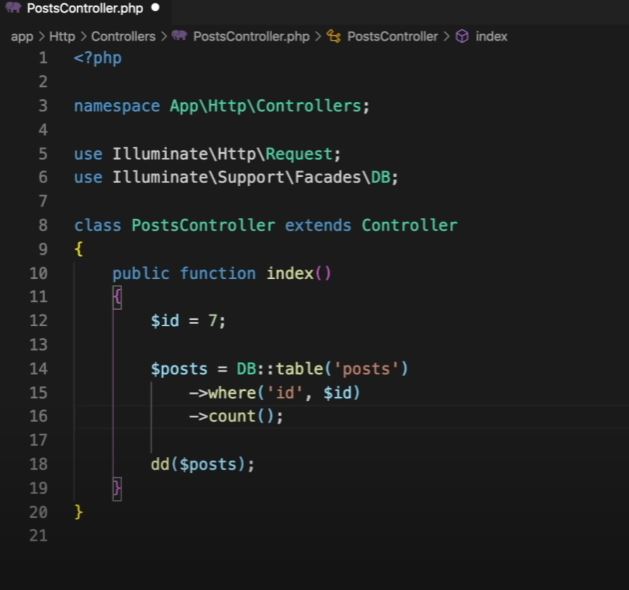 PostsController.php
app > Http > Controllers > PostsController.php > PostsController > index
1 <?php
2
3 namespace App\Http\Controllers;
4
5 use Illuminate\Http\Request;
6 use Illuminate\Support\Facades\DB;
7
8 class PostsController extends Controller
9 {
10     public function index()
11     {
12         $id = 7;
13
14         $posts = DB::table('posts')
15             ->where('id', $id)
16             ->count();
17
18         dd($posts);
19     }
20 }
21